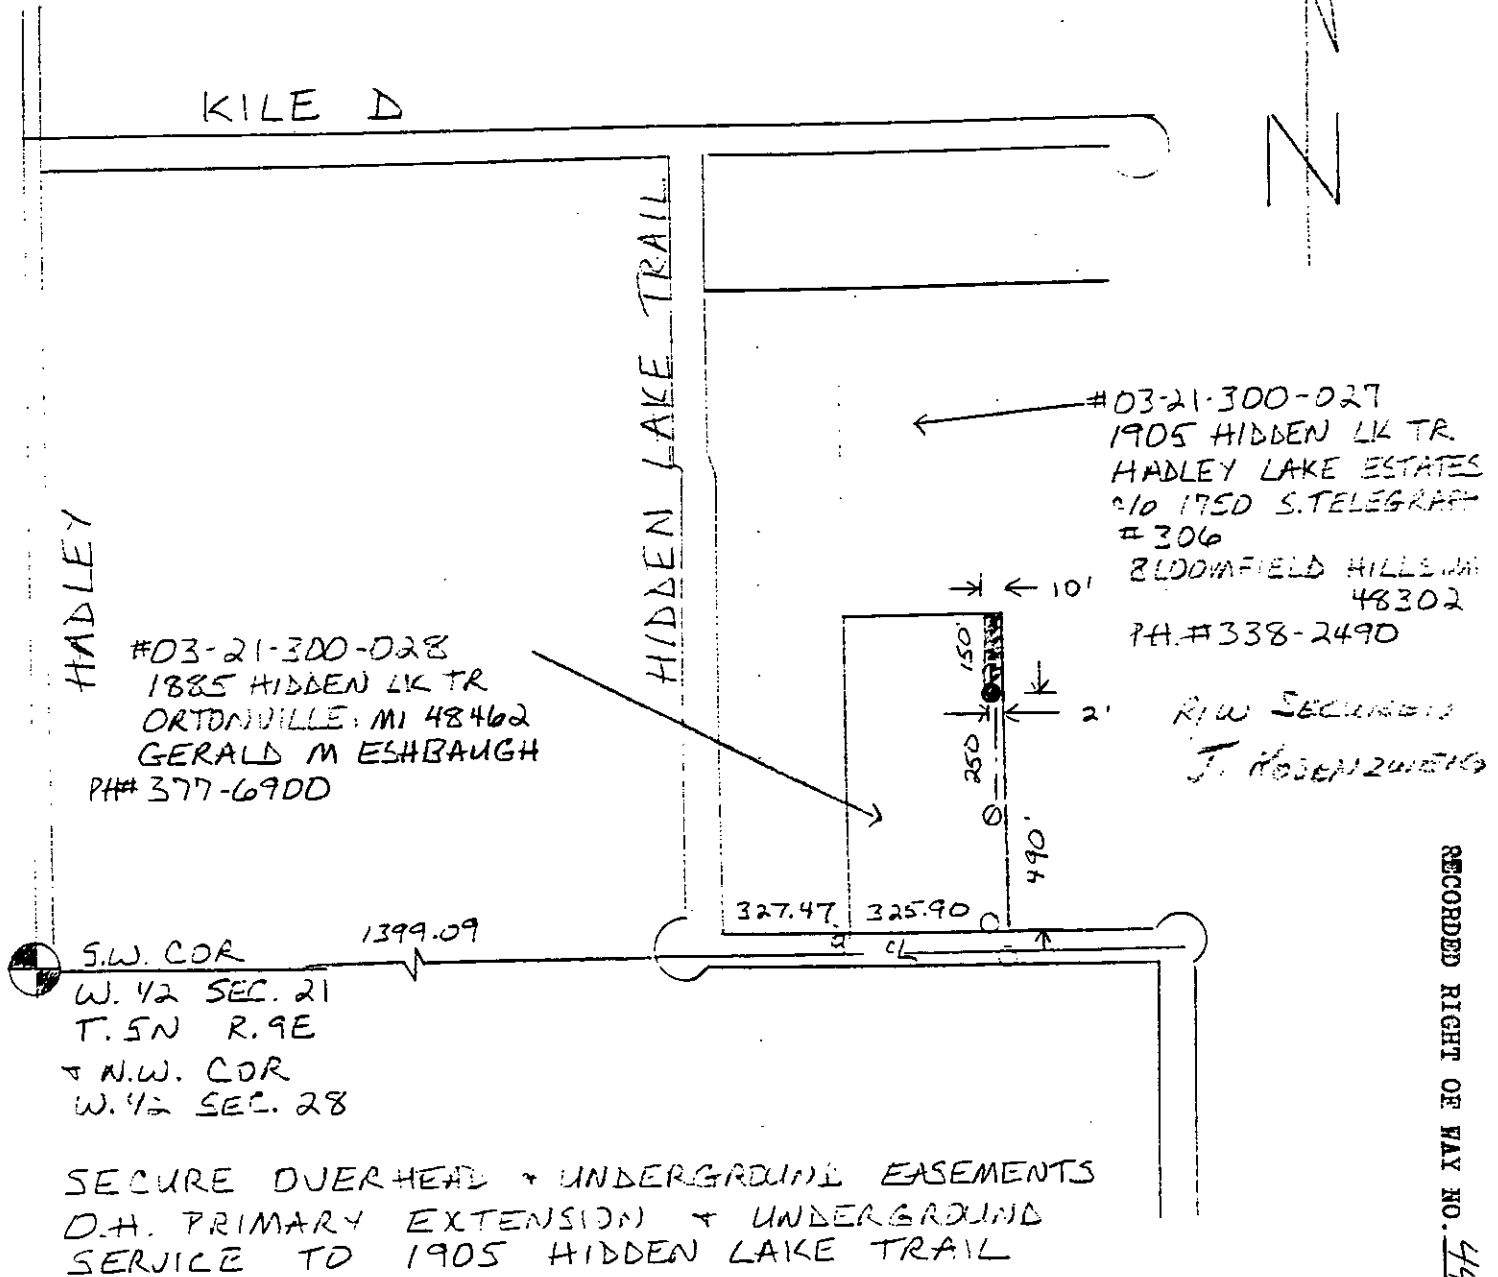 KILE D
N
HIDDEN LAKE TRAIL
HADLEY
#03-21-300-027
1905 HIDDEN LK TR.
HADLEY LAKE ESTATES
c/o 1750 S. TELEGRAPH
#306
BLOOMFIELD HILLS, MI
48302
PH. #338-2490
10'
150'
2'
250
490'
R/W SECURED
J. ROSENZWEIG
#03-21-300-028
1885 HIDDEN LK TR
ORTONVILLE, MI 48462
GERALD M ESHBAUGH
PH# 377-6900
327.47
325.90
1399.09
CL
S.W. COR
W. 1/2 SEC. 21
T. 5N R. 9E
+ N.W. COR
W. 1/2 SEC. 28
SECURE OVERHEAD + UNDERGROUND EASEMENTS
O.H. PRIMARY EXTENSION + UNDERGROUND
SERVICE TO 1905 HIDDEN LAKE TRAIL
RECORDED RIGHT OF WAY NO.